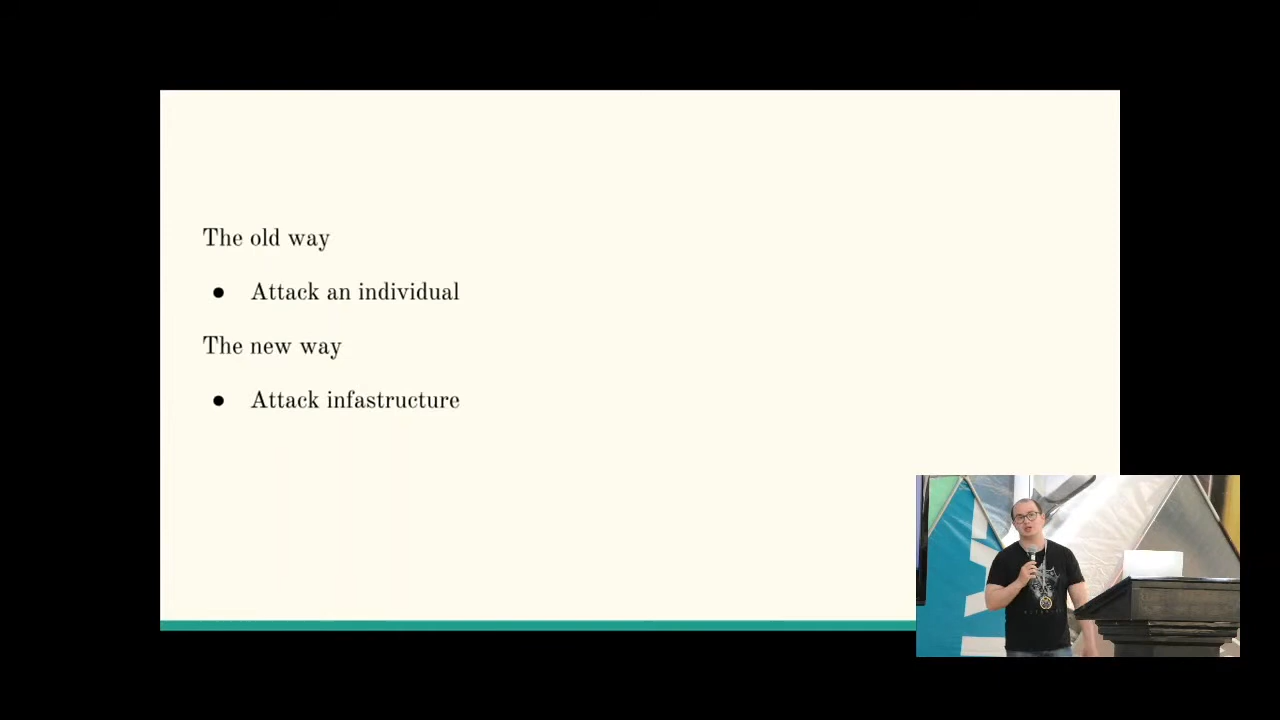 The old way
● Attack an individual
The new way
● Attack infastructure